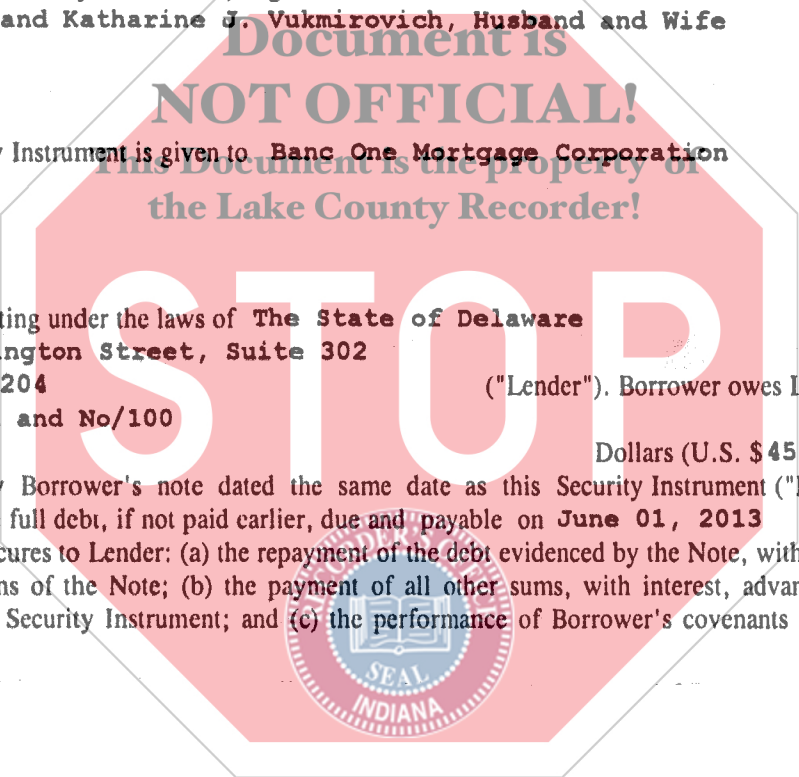 and Katharine J. Vukmirovich, Husband and Wife
Document is
NOT OFFICIAL!
Instrument is given to Banc One Mortgage Corporation
This Document is the property of
the Lake County Recorder!
STOP
ting under the laws of The State of Delaware
ngton Street, Suite 302
204 ("Lender"). Borrower owes L
and No/100
Dollars (U.S. $ 45
Borrower's note dated the same date as this Security Instrument ("
full debt, if not paid earlier, due and payable on June 01, 2013
cures to Lender: (a) the repayment of the debt evidenced by the Note, with
ns of the Note; (b) the payment of all other sums, with interest, advan
Security Instrument; and (c) the performance of Borrower's covenants
RECORDER'S OFFICE
SEAL
INDIANA